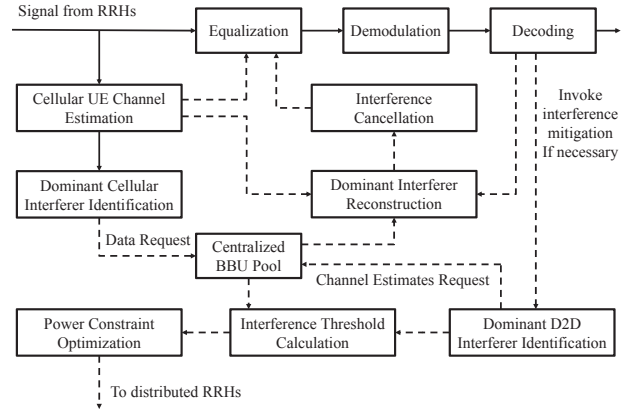 Signal from RRHs
Equalization
Demodulation
Decoding
Cellular UE Channel
Estimation
Interference
Cancellation
Invoke
interference
mitigation
If necessary
Dominant Cellular
Interferer Identification
Dominant Interferer
Reconstruction
Data Request
Centralized
BBU Pool
Channel Estimates Request
Power Constraint
Optimization
Interference Threshold
Calculation
Dominant D2D
Interferer Identification
To distributed RRHs